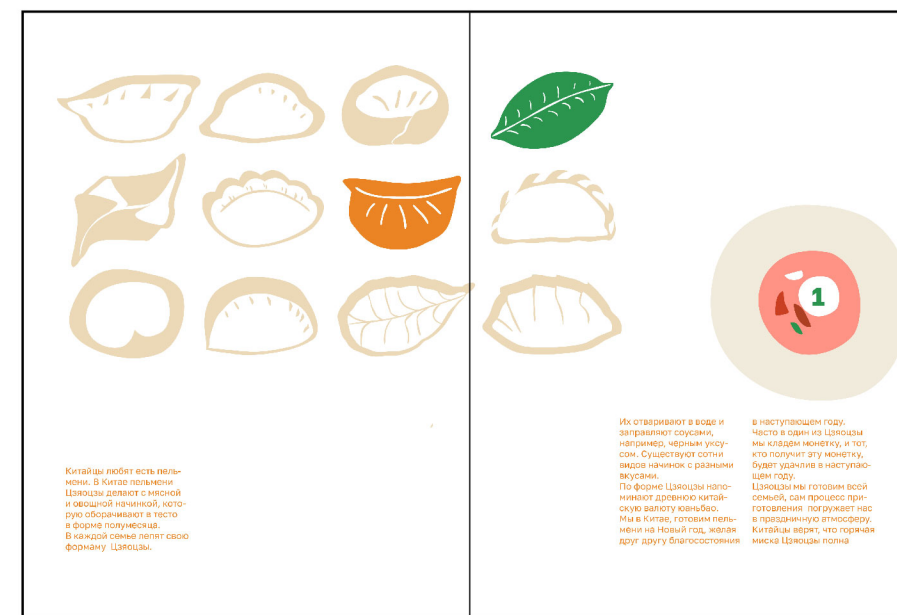 1
Китайцы любят есть пель-
мени. В Китае пельмени
Цзяоцзы делают с мясной
и овощной начинкой, кото-
рую оборачивают в тесто
в форме полумесяца.
В каждой семье лепят свою
форману Цзяоцзы.
Их отваривают в воде и
заправляют соусами,
например, черным уксу-
сом. Существуют сотни
видов начинок с разными
вкусами.
По форме Цзяоцзы напо-
минают древнюю китай-
скую валюту юаньбао.
Мы в Китае, готовим пель-
мени на Новый год, желая
друг другу благосостояния
в наступающем году.
Часто в один из Цзяоцзы
мы кладем монетку, и тот,
кто получит эту монетку,
будет удачлив в наступаю-
щем году.
Цзяоцзы мы готовим всей
семьей, сам процесс при-
готовления погружает нас
в праздничную атмосферу.
Китайцы верят, что горячая
миска Цзяоцзы полна